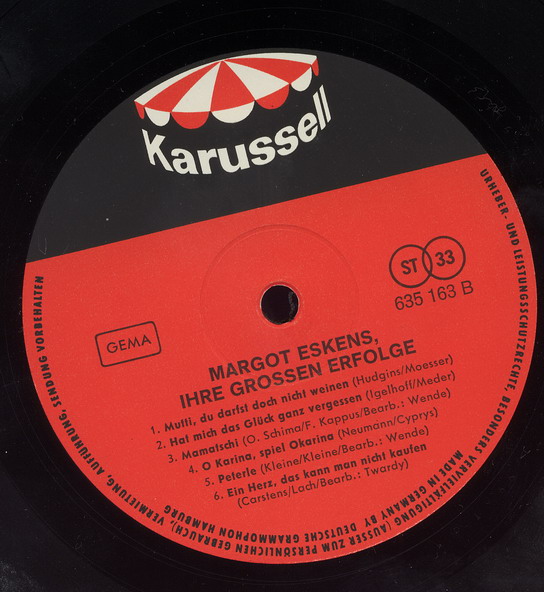 Karussell
ST 33
635 163 B
GEMA
MARGOT ESKENS,
IHRE GROSSEN ERFOLGE
1. Mutti, du darfst doch nicht weinen (Hudgins/Moesser)
2. Hat mich das Glück ganz vergessen (Igelhoff/Meder)
3. Mamatschi (O. Schima/F. Kappus/Bearb.: Wende)
4. O Karina, spiel Okarina (Neumann/Cyprys)
5. Peterle (Kleine/Kleine/Bearb.: Wende)
6. Ein Herz, das kann man nicht kaufen
(Carstens/Lach/Bearb.: Twardy)
URHEBER- UND LEISTUNGSSCHUTZRECHTE, BESONDERS VERVIELFÄLTIGUNG (AUSSER ZUM PERSÖNLICHEN GEBRAUCH), VERMIETUNG, AUFFÜHRUNG, SENDUNG VORBEHALTEN
MADE IN GERMANY BY DEUTSCHE GRAMMOPHON HAMBURG